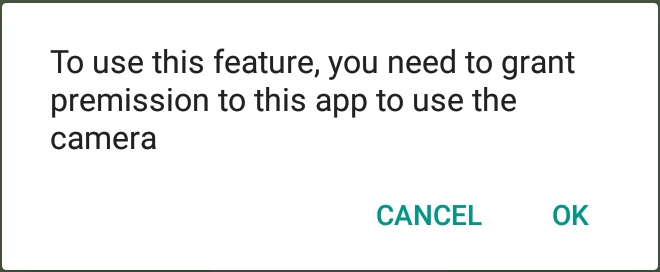 To use this feature, you need to grant
premission to this app to use the
camera
CANCEL OK